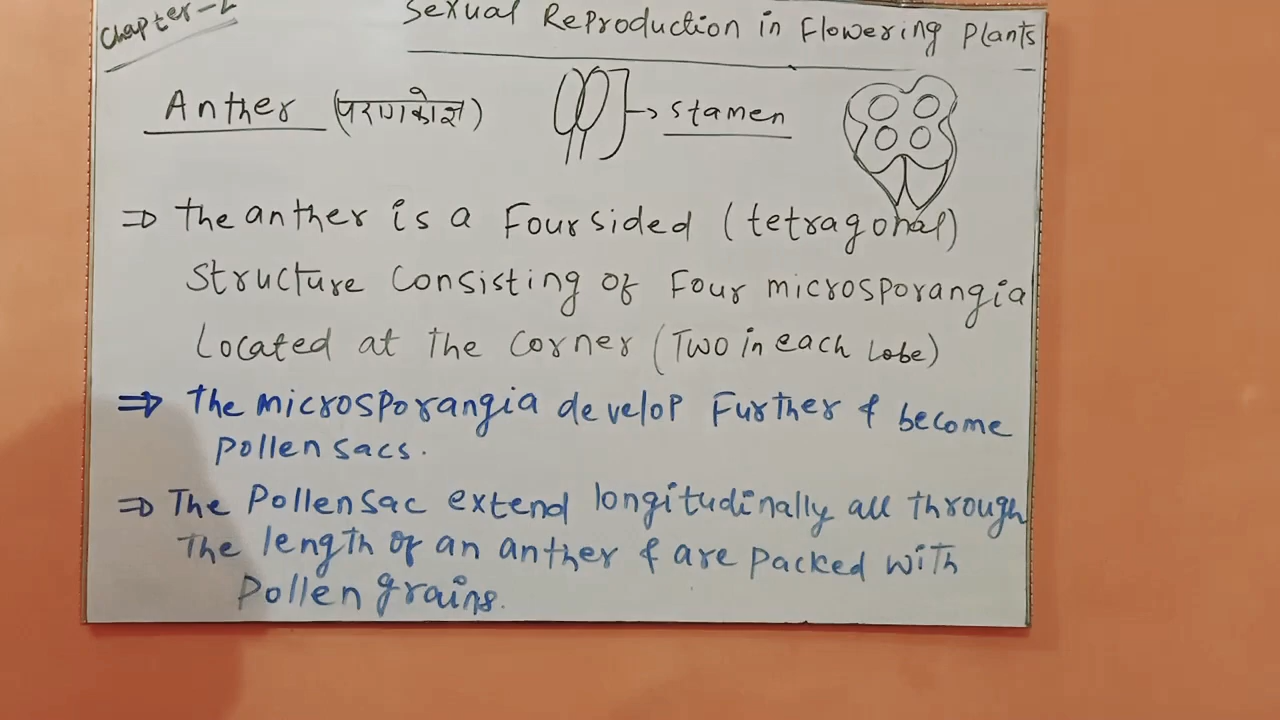 Chapter-2
Sexual Reproduction in Flowering Plants
Anther (परागकोश)
stamen
⇒ the anther is a Foursided (tetragonal)
Structure Consisting of Four microsporangia
Located at the corner (Two in each Lobe)
⇒ the microsporangia develop Further & become
pollen sacs.
⇒ The Pollensac extend longitudinally all through
the length of an anther & are packed with
Pollen grains.